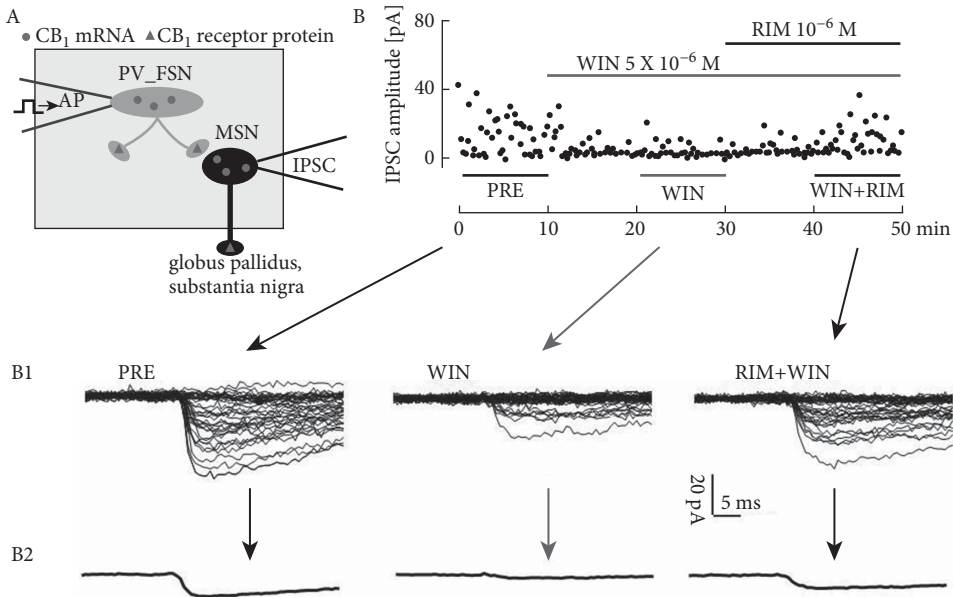 A
CB1 mRNA CB1 receptor protein
PV_FSN
AP
MSN
IPSC
globus pallidus,
substantia nigra
B
IPSC amplitude [pA]
80
40
0
RIM 10⁻⁶ M
WIN 5 X 10⁻⁶ M
PRE WIN WIN+RIM
0 10 20 30 40 50 min
B1
PRE WIN RIM+WIN
20 pA
5 ms
B2